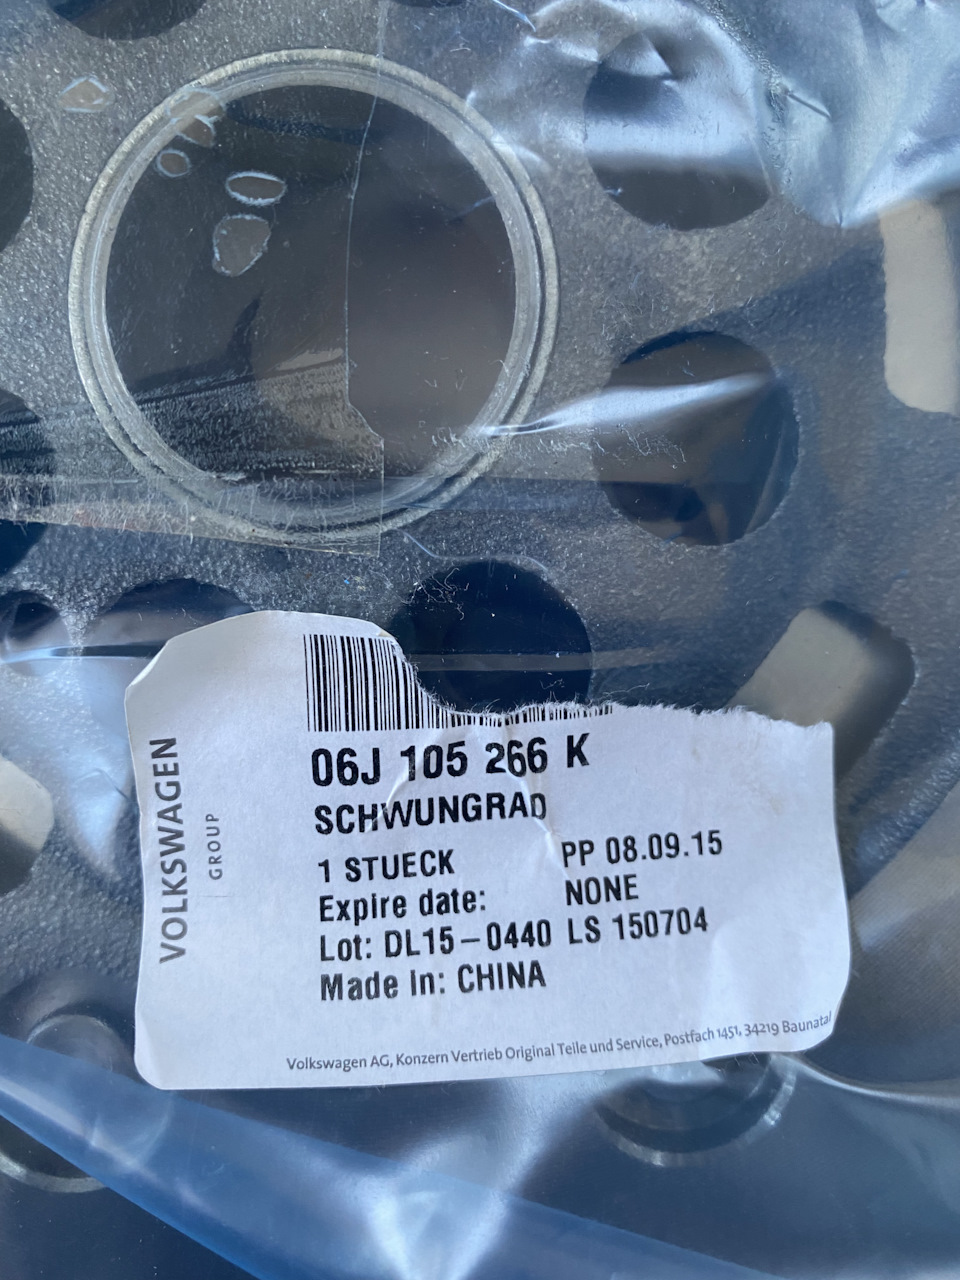 VOLKSWAGEN
GROUP
06J 105 266 K
SCHWUNGRAD
1 STUECK PP 08.09.15
Expire date: NONE
Lot: DL15-0440 LS 150704
Made In: CHINA
Volkswagen AG, Konzern Vertrieb Original Teile und Service, Postfach 1451, 34219 Baunatal